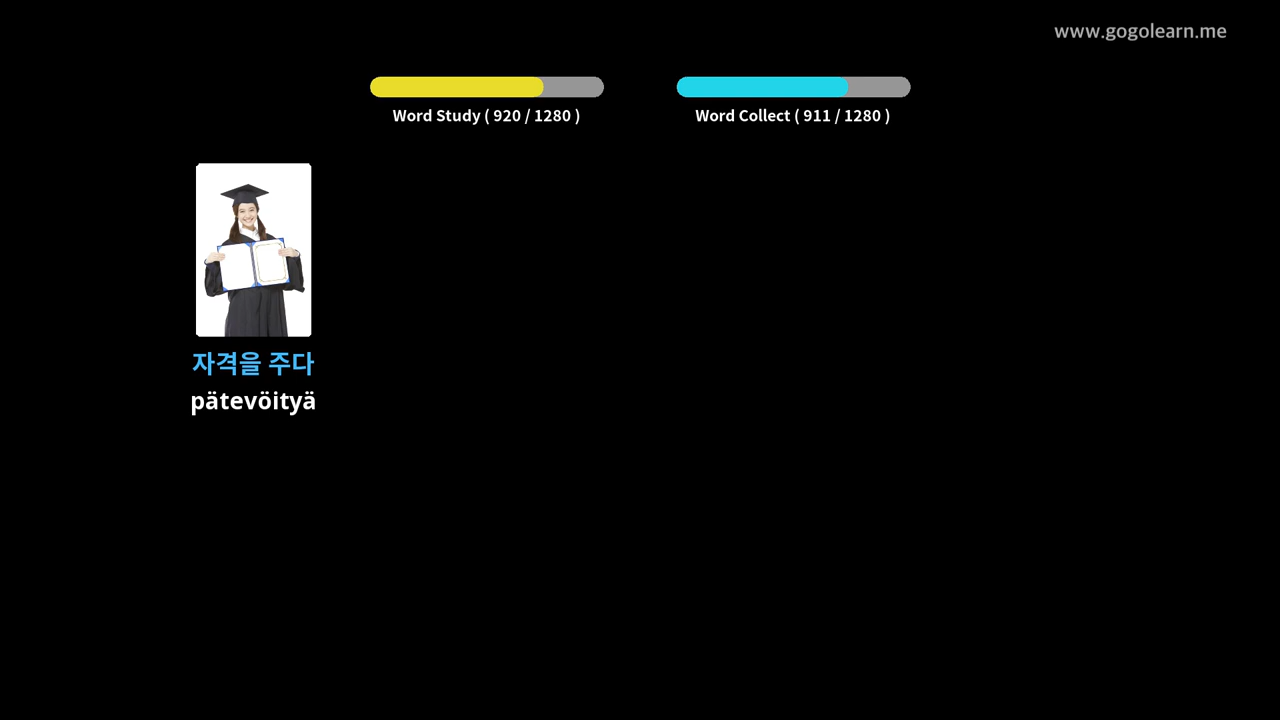 www.gogolearn.me
Word Study ( 920 / 1280 )
Word Collect ( 911 / 1280 )
자격을 주다
pätevöityä